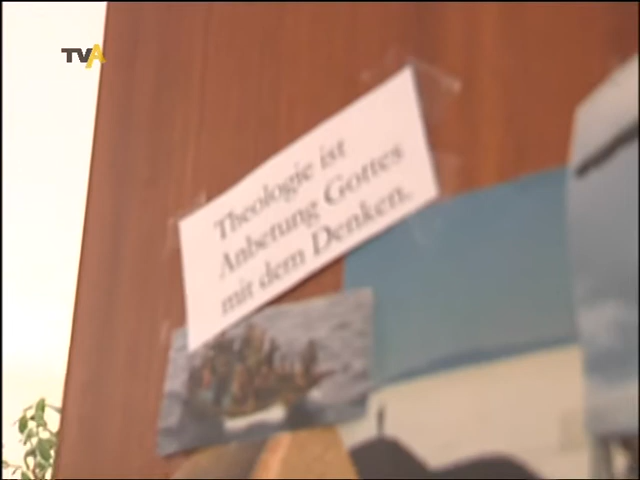 TVA
Theologie ist
Anbetung Gottes
mit dem Denken.